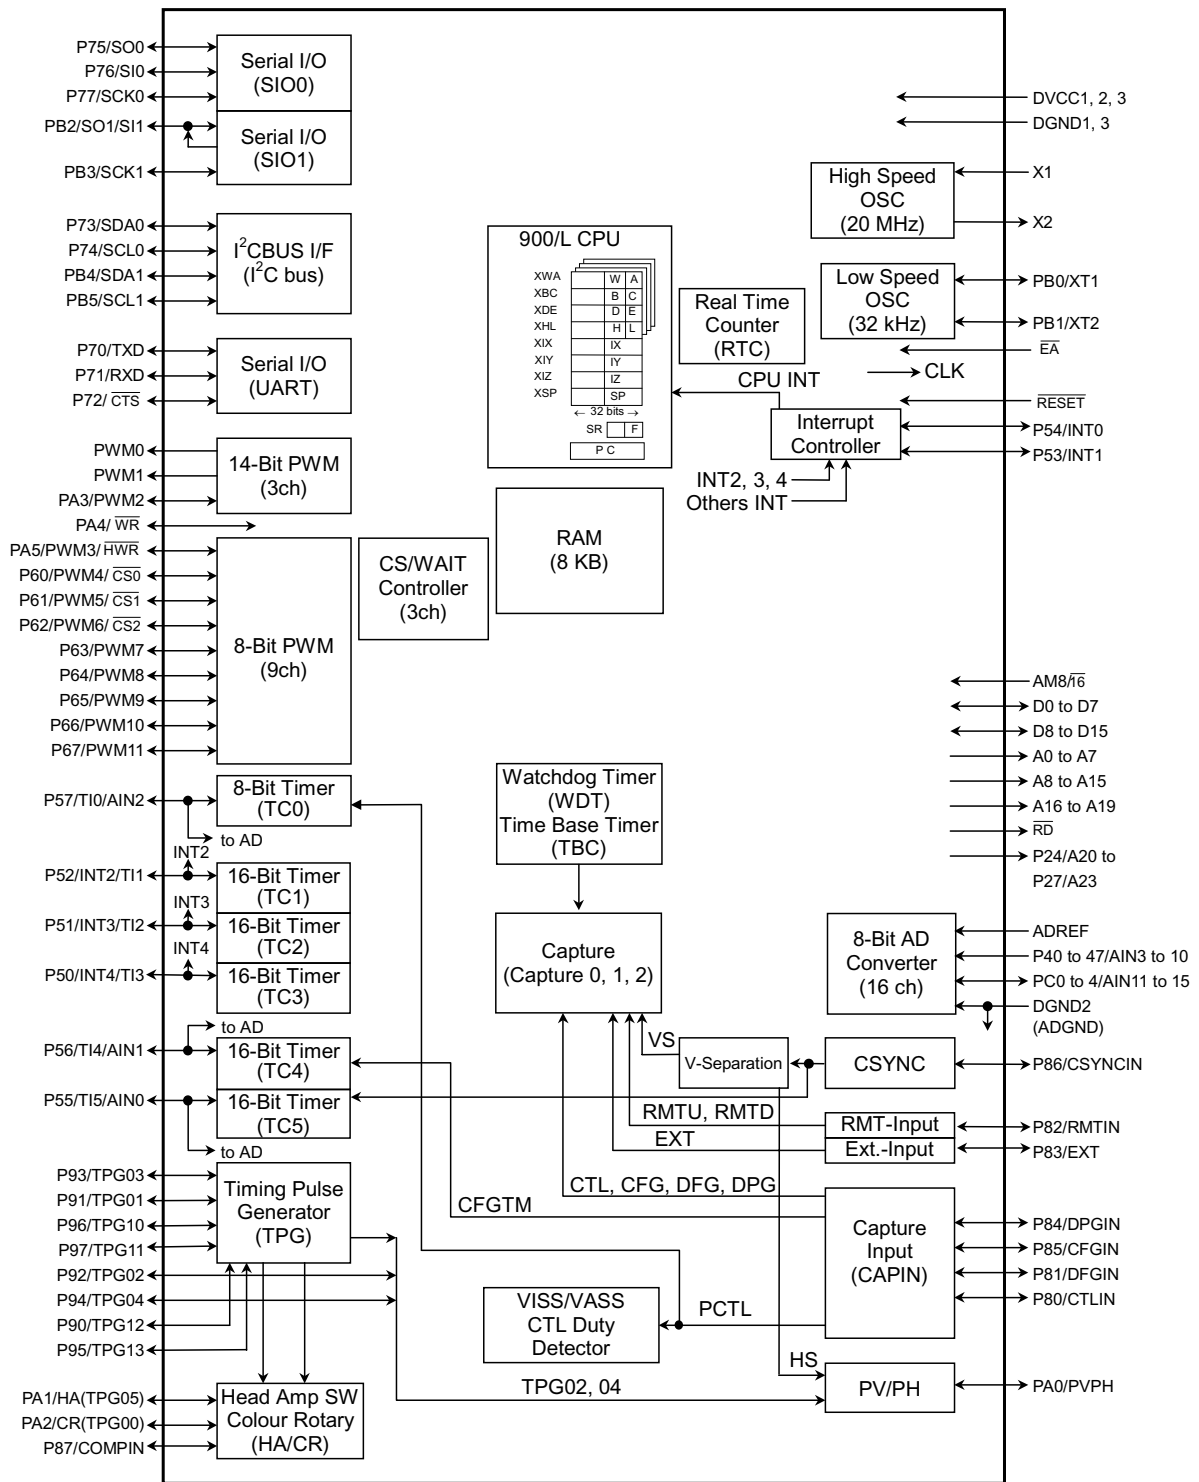 P75/SO0
P76/SI0
P77/SCK0
Serial I/O
(SIO0)
PB2/SO1/SI1
PB3/SCK1
Serial I/O
(SIO1)
P73/SDA0
P74/SCL0
PB4/SDA1
PB5/SCL1
I²CBUS I/F
(I²C bus)
P70/TXD
P71/RXD
P72/ CTS
Serial I/O
(UART)
PWM0
PWM1
PA3/PWM2
14-Bit PWM
(3ch)
PA4/ WR
PA5/PWM3/ HWR
P60/PWM4/ CS0
P61/PWM5/ CS1
P62/PWM6/ CS2
P63/PWM7
P64/PWM8
P65/PWM9
P66/PWM10
P67/PWM11
8-Bit PWM
(9ch)
CS/WAIT
Controller
(3ch)
P57/TI0/AIN2
8-Bit Timer
(TC0)
to AD
INT2
P52/INT2/TI1
16-Bit Timer
(TC1)
INT3
P51/INT3/TI2
16-Bit Timer
(TC2)
INT4
P50/INT4/TI3
16-Bit Timer
(TC3)
to AD
P56/TI4/AIN1
16-Bit Timer
(TC4)
P55/TI5/AIN0
16-Bit Timer
(TC5)
to AD
P93/TPG03
P91/TPG01
P96/TPG10
P97/TPG11
P92/TPG02
P94/TPG04
P90/TPG12
P95/TPG13
Timing Pulse
Generator
(TPG)
PA1/HA(TPG05)
PA2/CR(TPG00)
P87/COMPIN
Head Amp SW
Colour Rotary
(HA/CR)
900/L CPU
XWA W A
XBC B C
XDE D E
XHL H L
XIX IX
XIY IY
XIZ IZ
XSP SP
← 32 bits →
SR F
P C
Real Time
Counter
(RTC)
CPU INT
Interrupt
Controller
INT2, 3, 4
Others INT
RAM
(8 KB)
Watchdog Timer
(WDT)
Time Base Timer
(TBC)
Capture
(Capture 0, 1, 2)
VS
V-Separation
CSYNC
RMTU, RMTD
EXT
RMT-Input
Ext.-Input
CTL, CFG, DFG, DPG
CFGTM
Capture
Input
(CAPIN)
VISS/VASS
CTL Duty
Detector
PCTL
HS
TPG02, 04
PV/PH
DVCC1, 2, 3
DGND1, 3
High Speed
OSC
(20 MHz)
X1
X2
Low Speed
OSC
(32 kHz)
PB0/XT1
PB1/XT2
EA
CLK
RESET
P54/INT0
P53/INT1
AM8/16
D0 to D7
D8 to D15
A0 to A7
A8 to A15
A16 to A19
RD
P24/A20 to
P27/A23
8-Bit AD
Converter
(16 ch)
ADREF
P40 to 47/AIN3 to 10
PC0 to 4/AIN11 to 15
DGND2
(ADGND)
P86/CSYNCIN
P82/RMTIN
P83/EXT
P84/DPGIN
P85/CFGIN
P81/DFGIN
P80/CTLIN
PA0/PVPH